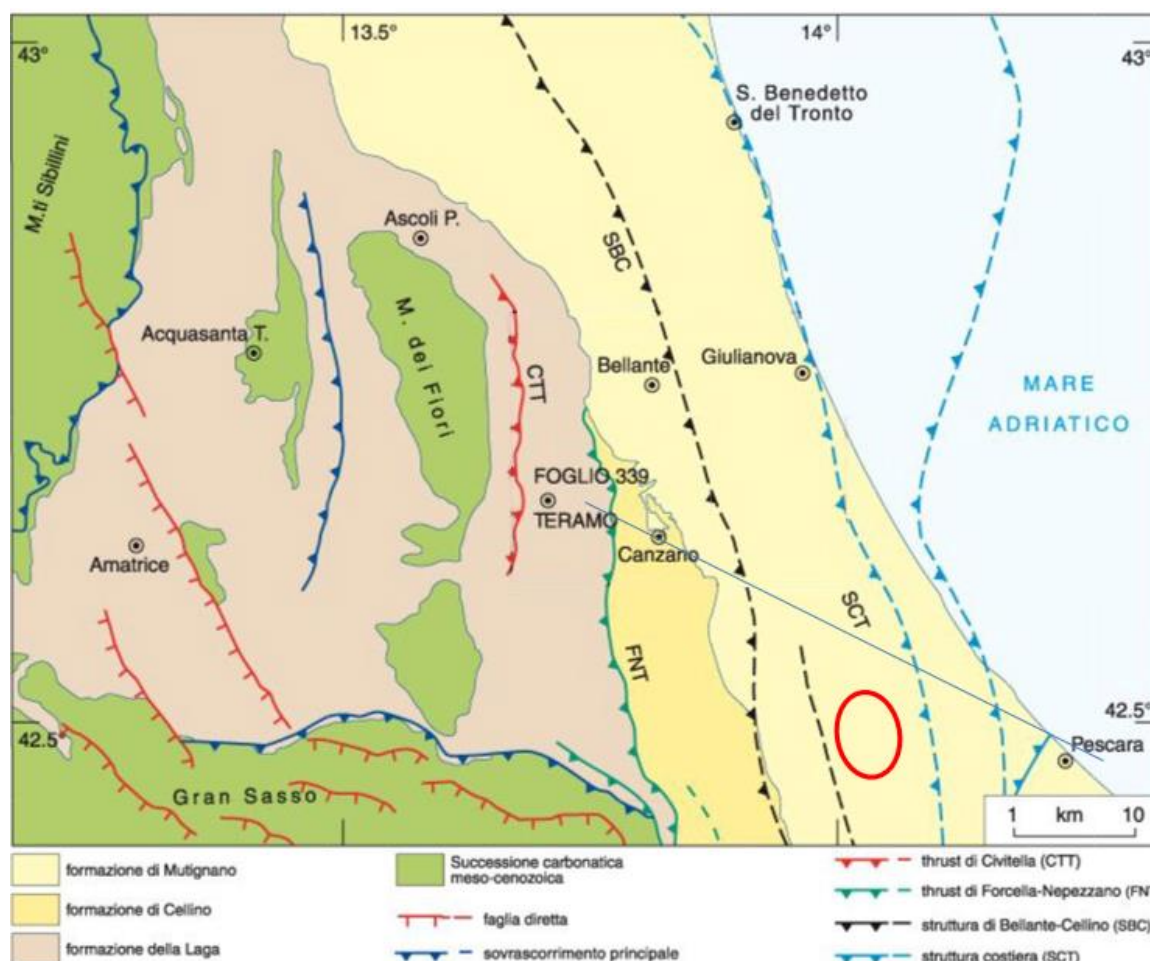 43°
13.5°
14°
43°
S. BENEDETTO
del TRONTO
M.ti Sibillini
Ascoli P.
SBC
Acquasanta T.
M. dei Fiori
CTT
Bellante
Giulianova
MARE
ADRIATICO
FOGLIO 339
TERAMO
Canzano
Amatrice
SCT
FNT
42.5°
42.5°
Pescara
Gran Sasso
1 km 10
formazione di Mutignano
formazione di Cellino
formazione della Laga
Successione carbonatica
meso-cenozoica
faglia diretta
sovrascorrimento principale
thrust di Civitella (CTT)
thrust di Forcella-Nepezzano (FNT
struttura di Bellante-Cellino (SBC)
struttura costiera (SCT)